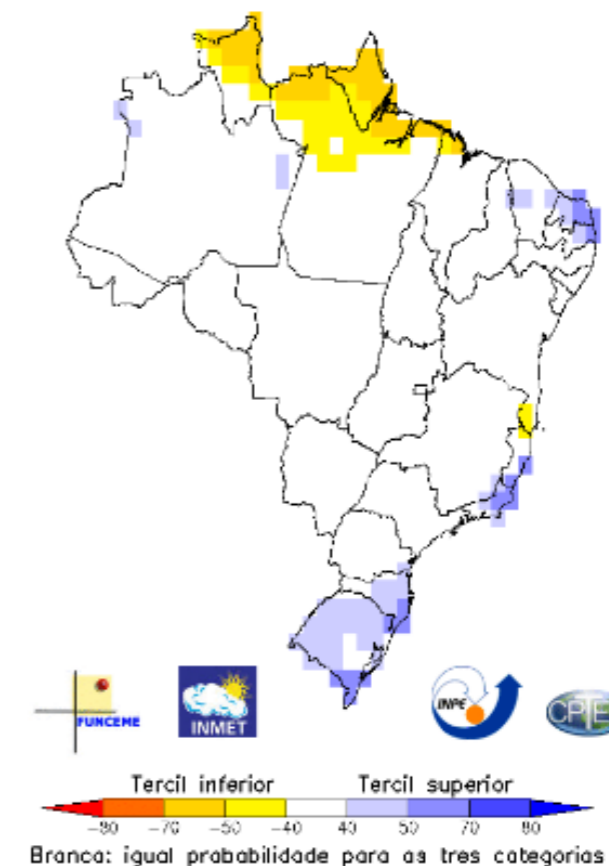 FUNCEME
INMET
INPE
CPTE
Tercil inferior Tercil superior
-80 -70 -50 -40 40 50 70 80
Branca: igual probabilidade para as tres categorias